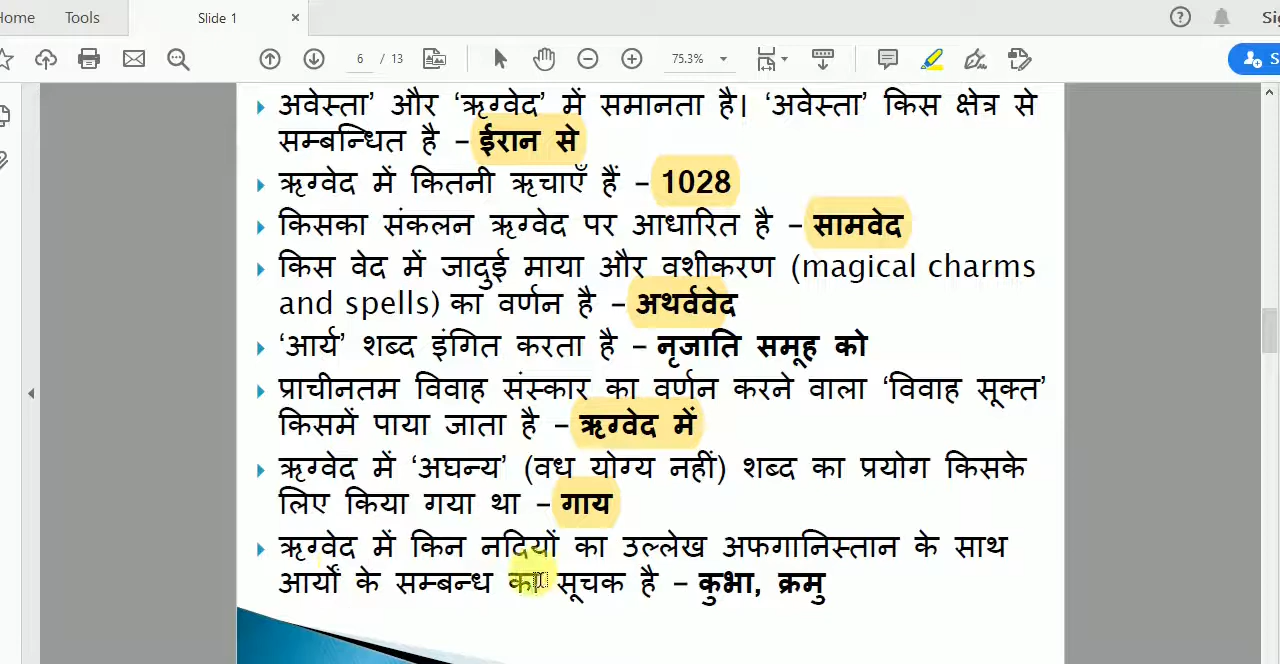 Home Tools Slide 1 ×
6 / 13 75.3%
अवेस्ता’ और ‘ऋग्वेद’ में समानता है। ‘अवेस्ता’ किस क्षेत्र से
सम्बन्धित है – ईरान से
ऋग्वेद में कितनी ऋचाएँ हैं – 1028
किसका संकलन ऋग्वेद पर आधारित है – सामवेद
किस वेद में जादुई माया और वशीकरण (magical charms
and spells) का वर्णन है – अथर्ववेद
‘आर्य’ शब्द इंगित करता है – नृजाति समूह को
प्राचीनतम विवाह संस्कार का वर्णन करने वाला ‘विवाह सूक्त’
किसमें पाया जाता है – ऋग्वेद में
ऋग्वेद में ‘अघन्य’ (वध योग्य नहीं) शब्द का प्रयोग किसके
लिए किया गया था – गाय
ऋग्वेद में किन नदियों का उल्लेख अफगानिस्तान के साथ
आर्यों के सम्बन्ध का सूचक है – कुभा, क्रमु